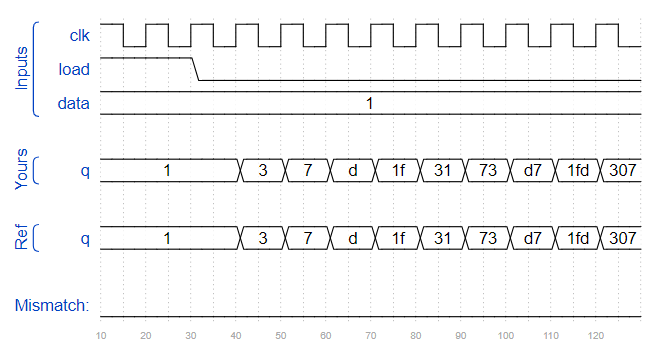 Inputs
clk
load
data
1
Yours
q
1 3 7 d 1f 31 73 d7 1fd 307
Ref
q
1 3 7 d 1f 31 73 d7 1fd 307
Mismatch:
10 20 30 40 50 60 70 80 90 100 110 120